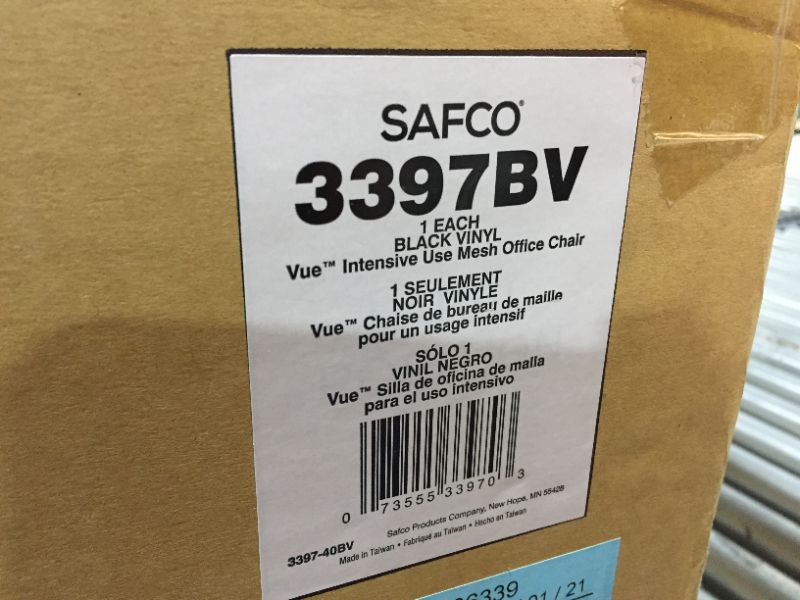 SAFCO®
3397BV
1 EACH
BLACK VINYL
Vue™ Intensive Use Mesh Office Chair
1 SEULEMENT
NOIR VINYLE
Vue™ Chaise de bureau de maille
pour un usage intensif
SÓLO 1
VINIL NEGRO
Vue™ Silla de oficina de malla
para el uso intensivo
0 73555 33970 3
Safco Products Company, New Hope, MN 55428
3397-40BV
Made in Taiwan • Fabriqué au Taiwan • Hecho en Taiwan
6339
01 / 21